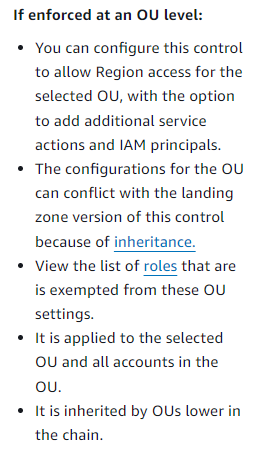 If enforced at an OU level:
• You can configure this control
to allow Region access for the
selected OU, with the option
to add additional service
actions and IAM principals.
• The configurations for the OU
can conflict with the landing
zone version of this control
because of inheritance.
• View the list of roles that are
is exempted from these OU
settings.
• It is applied to the selected
OU and all accounts in the
OU.
• It is inherited by OUs lower in
the chain.